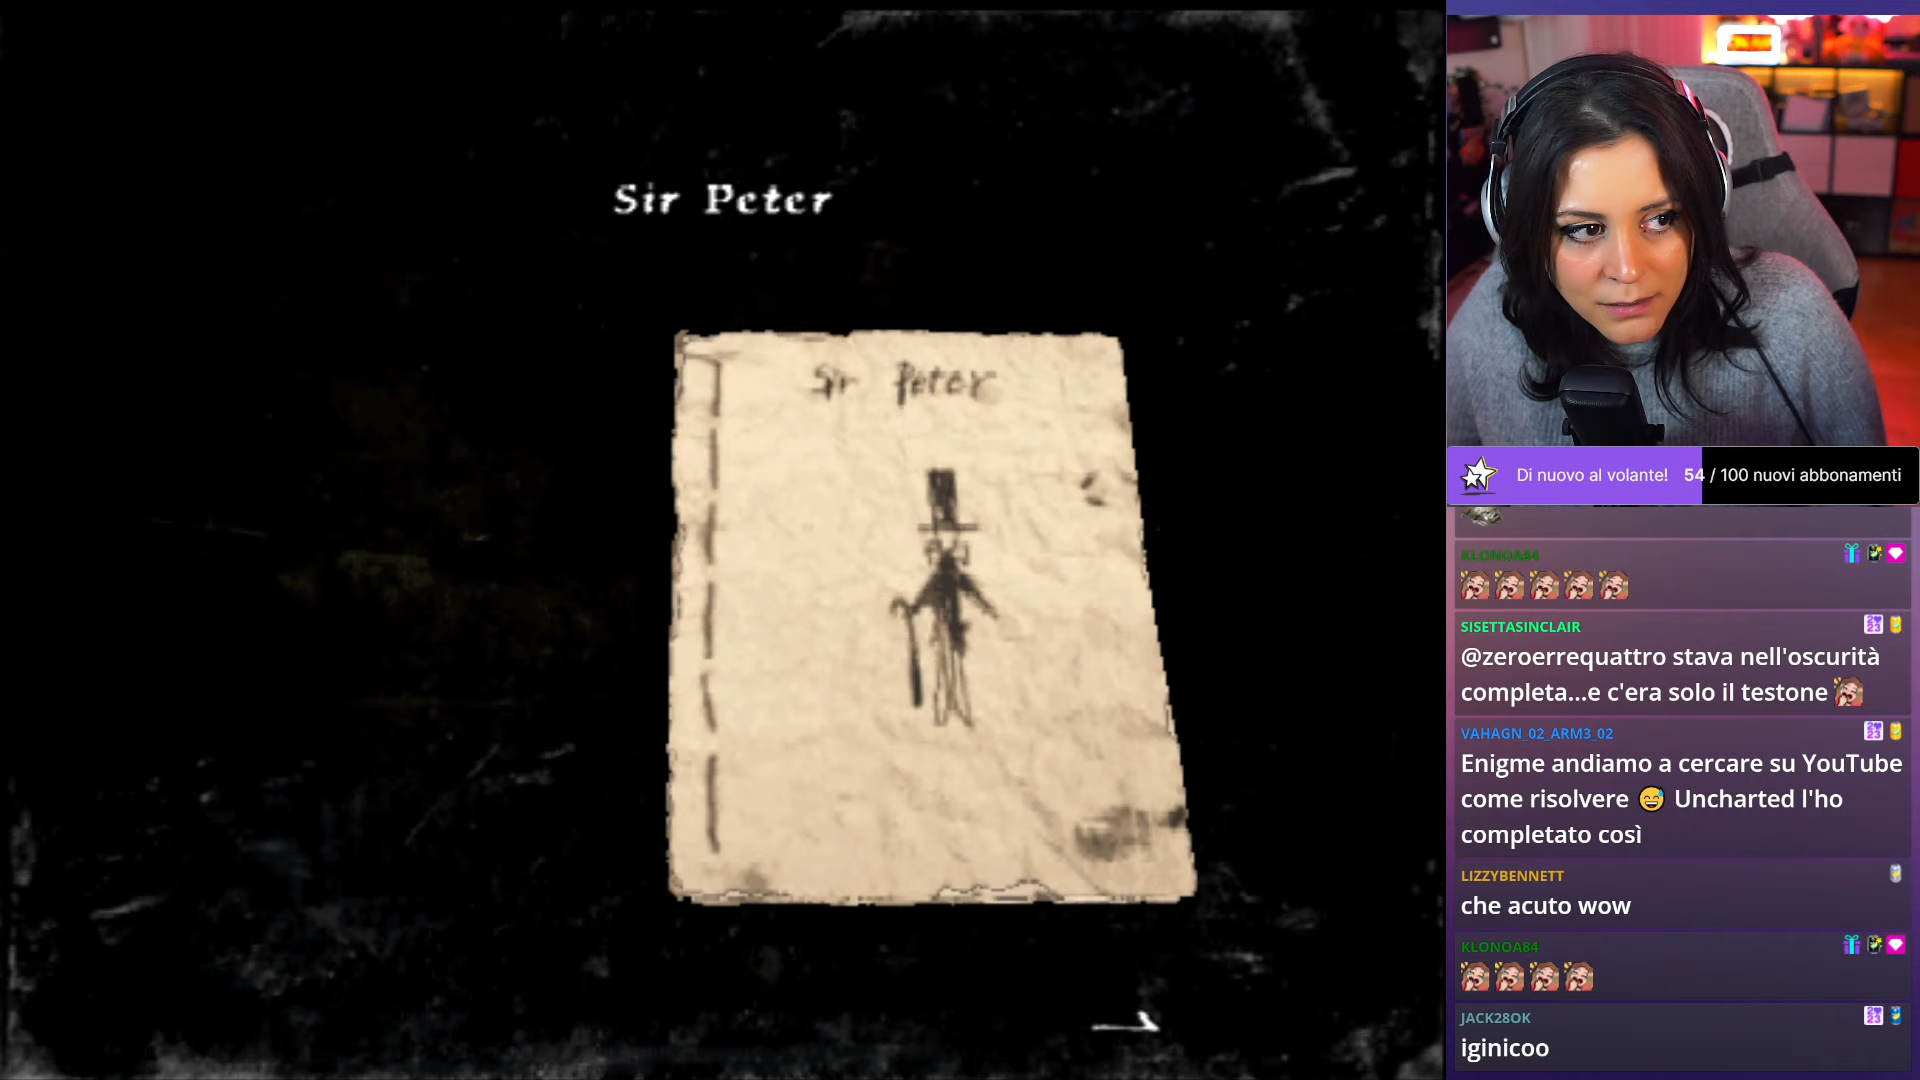 Sir Peter
Sir Peter
Di nuovo al volante! 54 / 100 nuovi abbonamenti
KLONOA84
SISETTASINCLAIR
@zeroerrequattro stava nell'oscurità
completa...e c'era solo il testone
VAHAGN_02_ARM3_02
Enigme andiamo a cercare su YouTube
come risolvere 😅 Uncharted l'ho
completato così
LIZZYBENNETT
che acuto wow
KLONOA84
JACK28OK
iginicoo